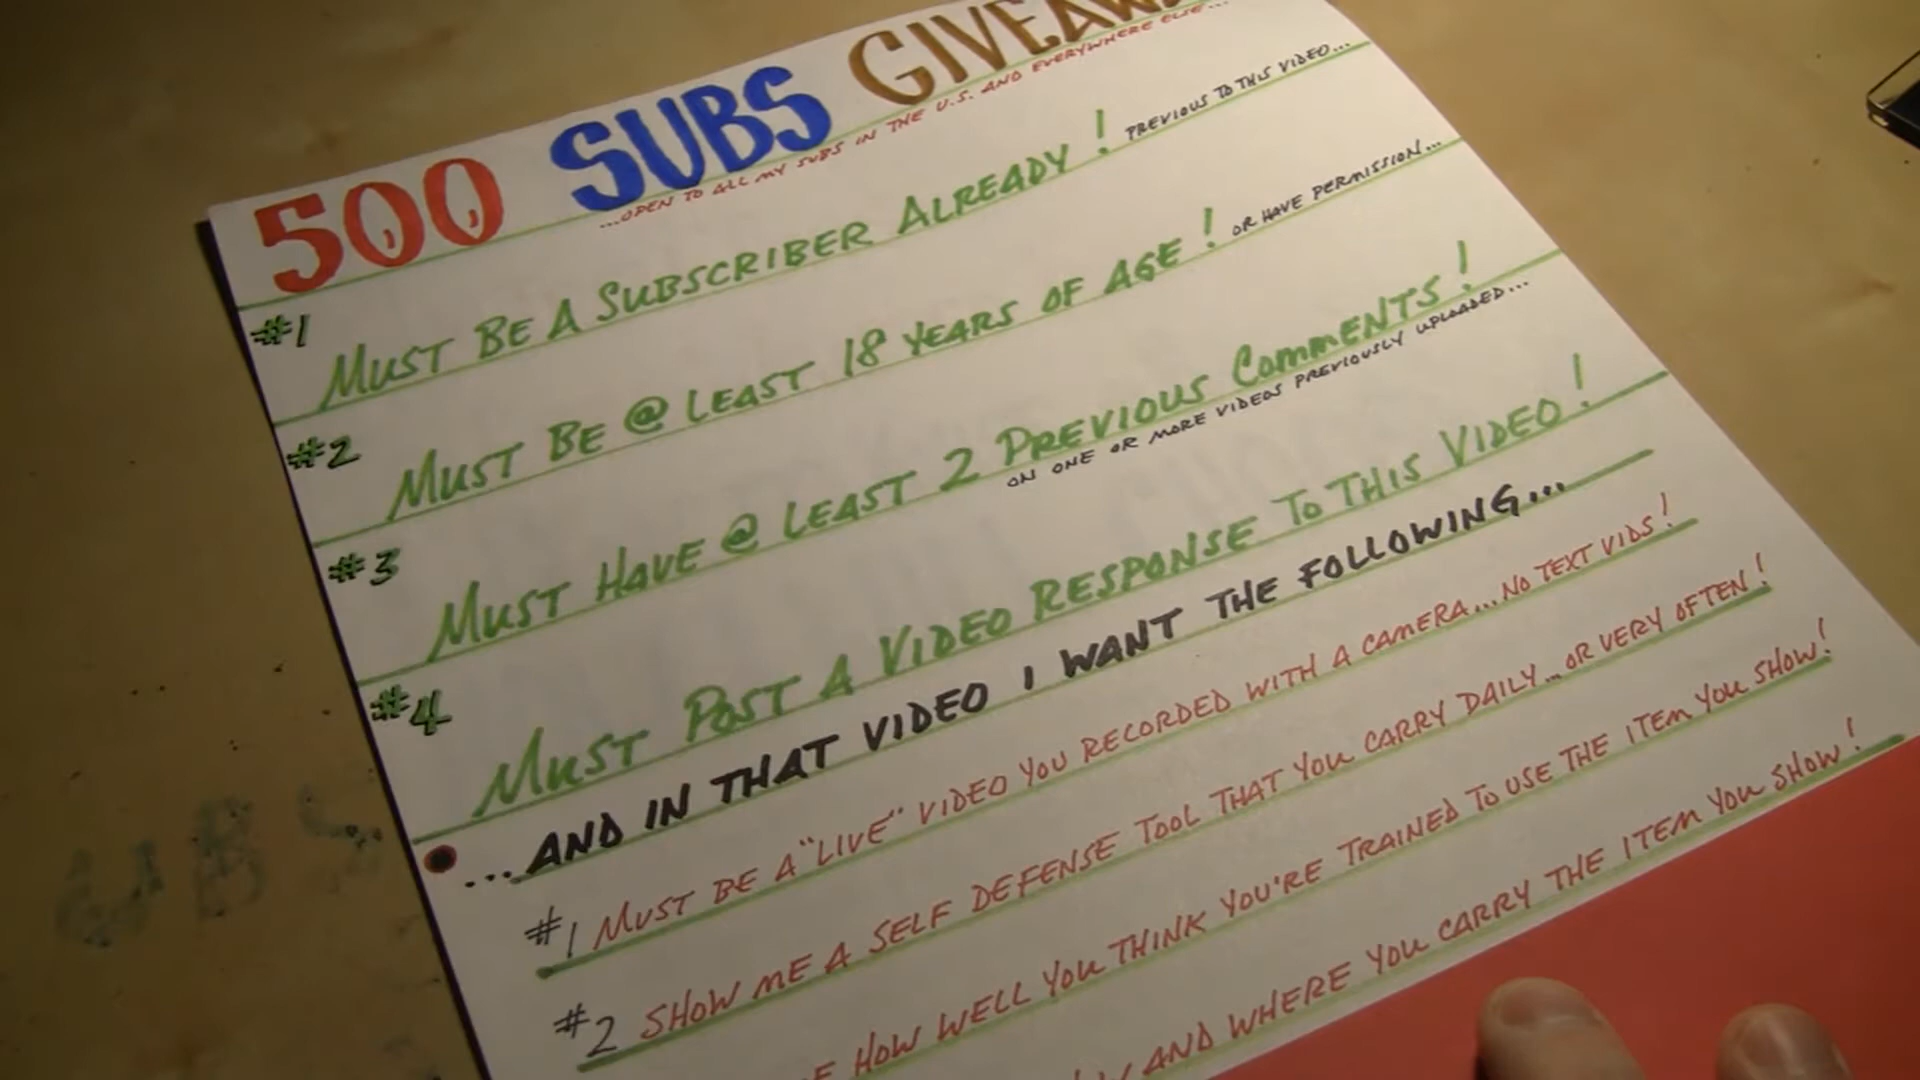 500 SUBS GIVEAWA
...OPEN TO ALL MY SUBS IN THE U.S. AND EVERYWHERE ELSE...
#1 MUST BE A SUBSCRIBER ALREADY! PREVIOUS TO THIS VIDEO...
#2 MUST BE @ LEAST 18 YEARS OF AGE! OR HAVE PERMISSION...
#3 MUST HAVE @ LEAST 2 PREVIOUS COMMENTS!
ON ONE OR MORE VIDEOS PREVIOUSLY UPLOADED...
#4 MUST POST A VIDEO RESPONSE TO THIS VIDEO!
...AND IN THAT VIDEO I WANT THE FOLLOWING...
#1 MUST BE A "LIVE" VIDEO YOU RECORDED WITH A CAMERA... NO TEXT VIDS!
#2 SHOW ME A SELF DEFENSE TOOL THAT YOU CARRY DAILY... OR VERY OFTEN!
HOW WELL YOU THINK YOU'RE TRAINED TO USE THE ITEM YOU SHOW!
AND WHERE YOU CARRY THE ITEM YOU SHOW!